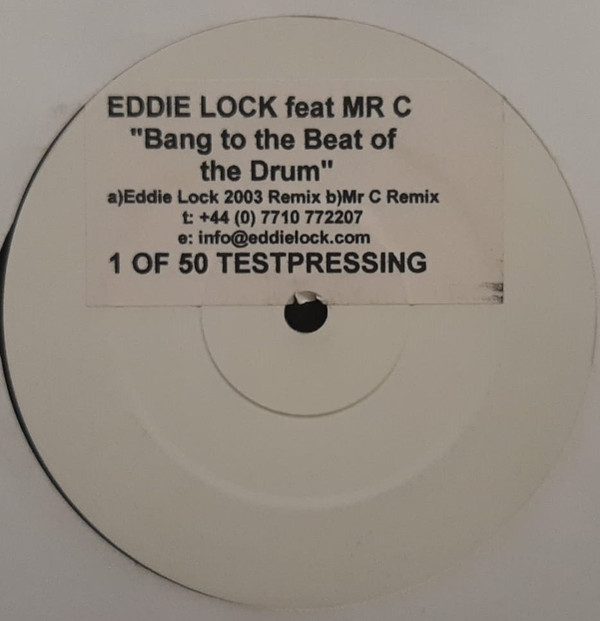 EDDIE LOCK feat MR C
"Bang to the Beat of
the Drum"
a)Eddie Lock 2003 Remix b)Mr C Remix
t: +44 (0) 7710 772207
e: info@eddielock.com
1 OF 50 TESTPRESSING